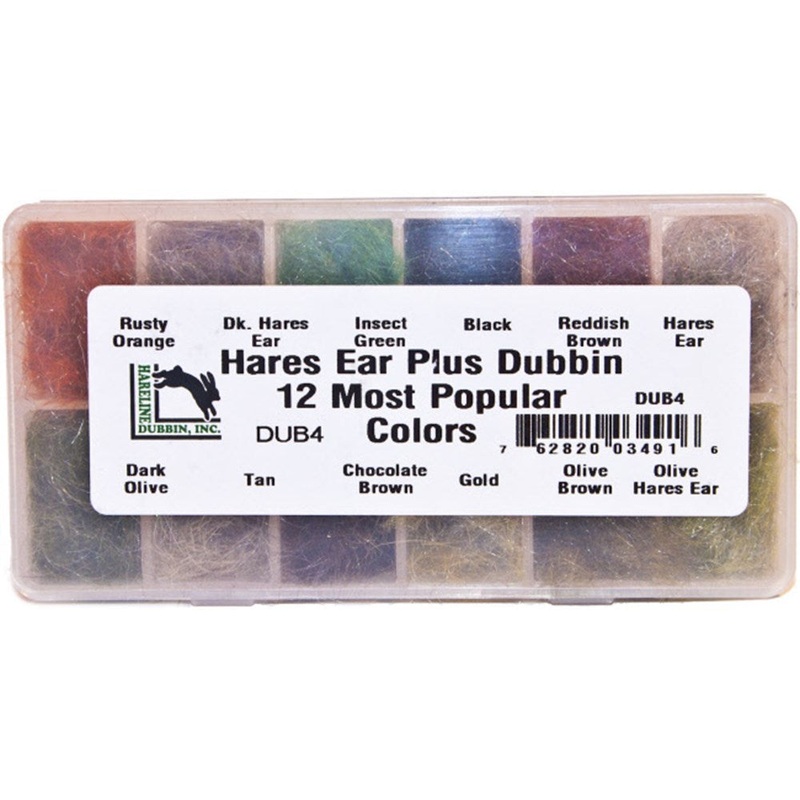 Rusty Orange
Dk. Hares Ear
Insect Green
Black
Reddish Brown
Hares Ear
Hares Ear Plus Dubbin
12 Most Popular
Colors
HARELINE
DUBBIN, INC.
DUB4
DUB4
7 62820 03491 6
Dark Olive
Tan
Chocolate Brown
Gold
Olive Brown
Olive Hares Ear